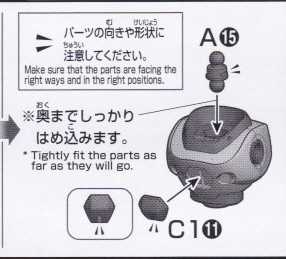 パーツの向きや形状に
注意してください。
Make sure that the parts are facing the
right ways and in the right positions.
A⓯
※奥までしっかり
はめ込みます。
* Tightly fit the parts as
far as they will go.
C1⓫